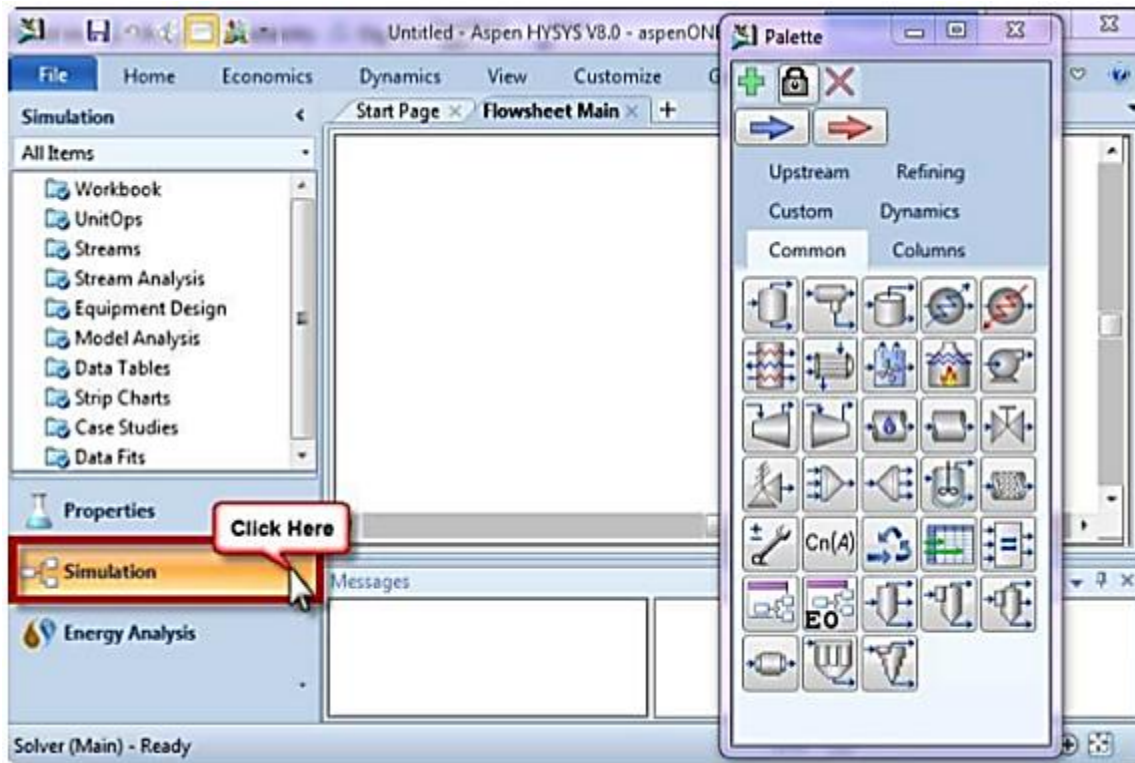 Untitled - Aspen HYSYS V8.0 - aspenONE
File Home Economics Dynamics View Customize
Simulation
All Items
Workbook
UnitOps
Streams
Stream Analysis
Equipment Design
Model Analysis
Data Tables
Strip Charts
Case Studies
Data Fits
Properties
Simulation
Energy Analysis
Click Here
Start Page Flowsheet Main +
Messages
Palette
Upstream Refining
Custom Dynamics
Common Columns
Cn(A)
EO
Solver (Main) - Ready